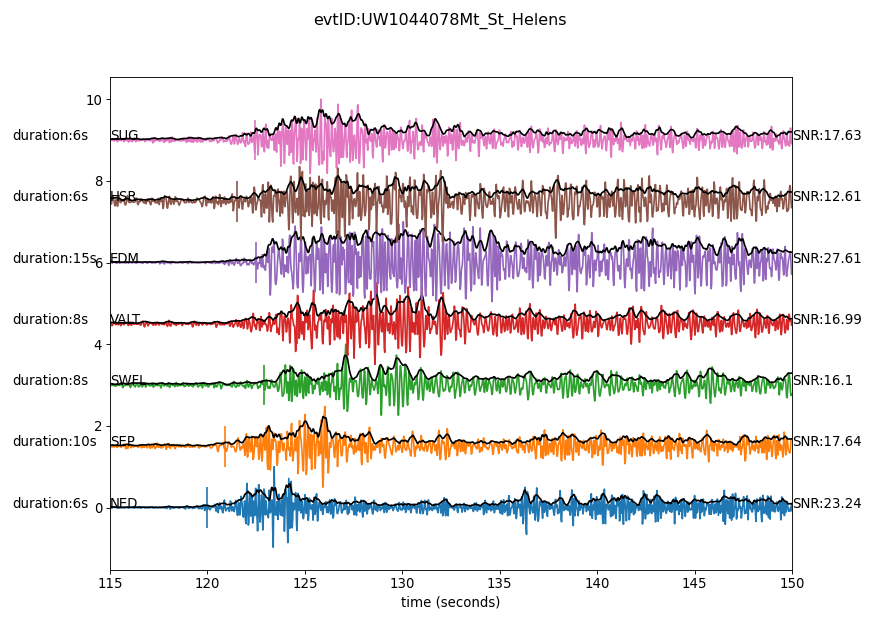 evtID:UW1044078Mt_St_Helens
10
duration:6s SUG SNR:17.63
8
duration:6s HSR SNR:12.61
duration:15s EDM SNR:27.61
6
duration:8s VALT SNR:16.99
4
duration:8s SWFL SNR:16.1
2
duration:10s SEP SNR:17.64
duration:6s NED SNR:23.24
0
115 120 125 130 135 140 145 150
time (seconds)